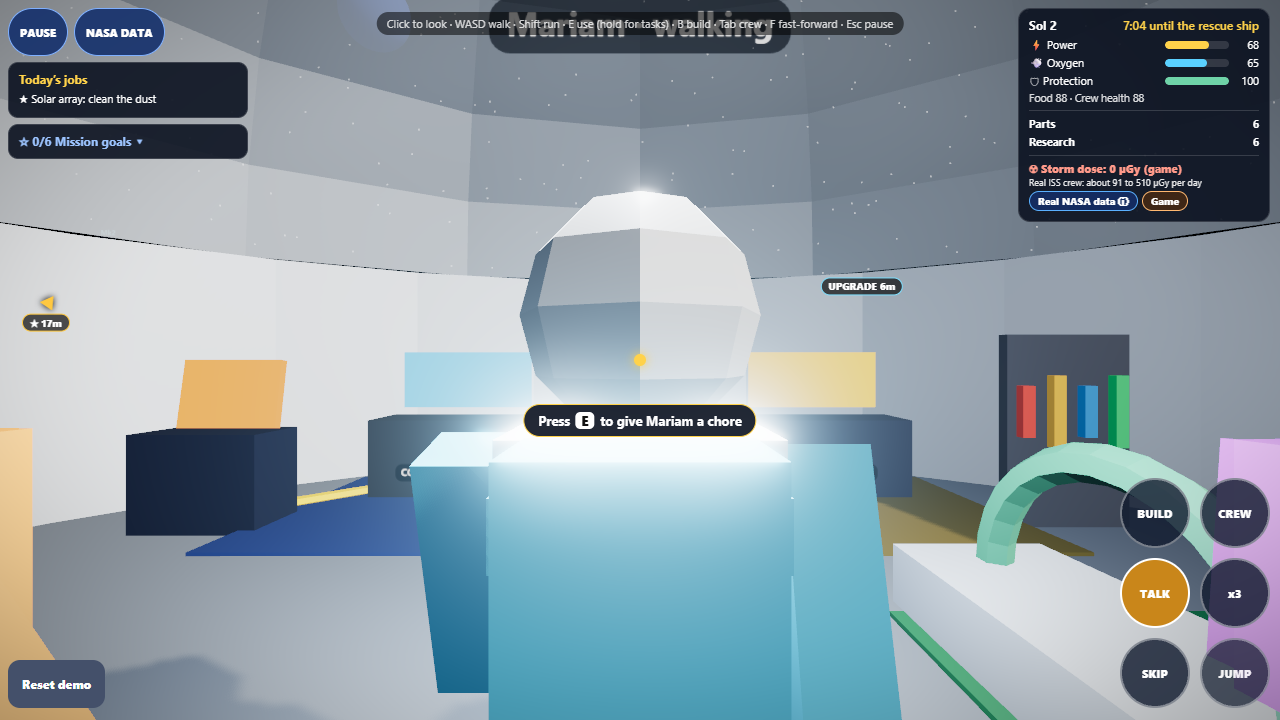 PAUSE
NASA DATA
Click to look · WASD walk · Shift run · E use (hold for tasks) · B build · Tab crew · F fast-forward · Esc pause
Mariam · walking
Today's jobs
★ Solar array: clean the dust
☆ 0/6 Mission goals ▾
Sol 2
7:04 until the rescue ship
Power 68
Oxygen 65
Protection 100
Food 88 · Crew health 88
Parts 6
Research 6
☢ Storm dose: 0 µGy (game)
Real ISS crew: about 91 to 510 µGy per day
Real NASA data ⓘ
Game
★ 17m
UPGRADE 6m
Press E to give Mariam a chore
BUILD
CREW
TALK
x3
SKIP
JUMP
Reset demo